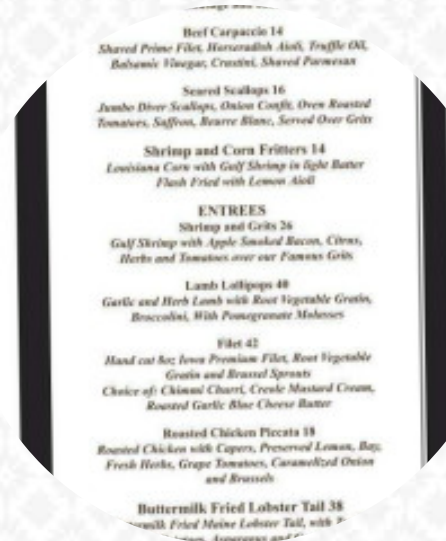 Beef Carpaccio 14
Shaved Prime Filet, Horseradish Aioli, Truffle Oil,
Balsamic Vinegar, Crostini, Shaved Parmesan
Seared Scallops 16
Jumbo Diver Scallops, Onion Confit, Oven Roasted
Tomatoes, Saffron, Beurre Blanc, Served Over Grits
Shrimp and Corn Fritters 14
Louisiana Corn with Gulf Shrimp in light Batter
Flash Fried with Lemon Aioli
ENTREES
Shrimp and Grits 26
Gulf Shrimp with Apple Smoked Bacon, Citrus,
Herbs and Tomatoes over our Famous Grits
Lamb Lollipops 40
Garlic and Herb Lamb with Root Vegetable Gratin,
Broccolini, With Pomegranate Molasses
Filet 42
Hand cut 8oz Iowa Premium Filet, Root Vegetable
Gratin and Brussel Sprouts
Choice of: Chimmi Churri, Creole Mustard Cream,
Roasted Garlic Blue Cheese Butter
Roasted Chicken Piccata 18
Roasted Chicken with Capers, Preserved Lemon, Bay,
Fresh Herbs, Grape Tomatoes, Caramelized Onion
and Brussels
Buttermilk Fried Lobster Tail 38
Fried Maine Lobster Tail, with
Asparagus and